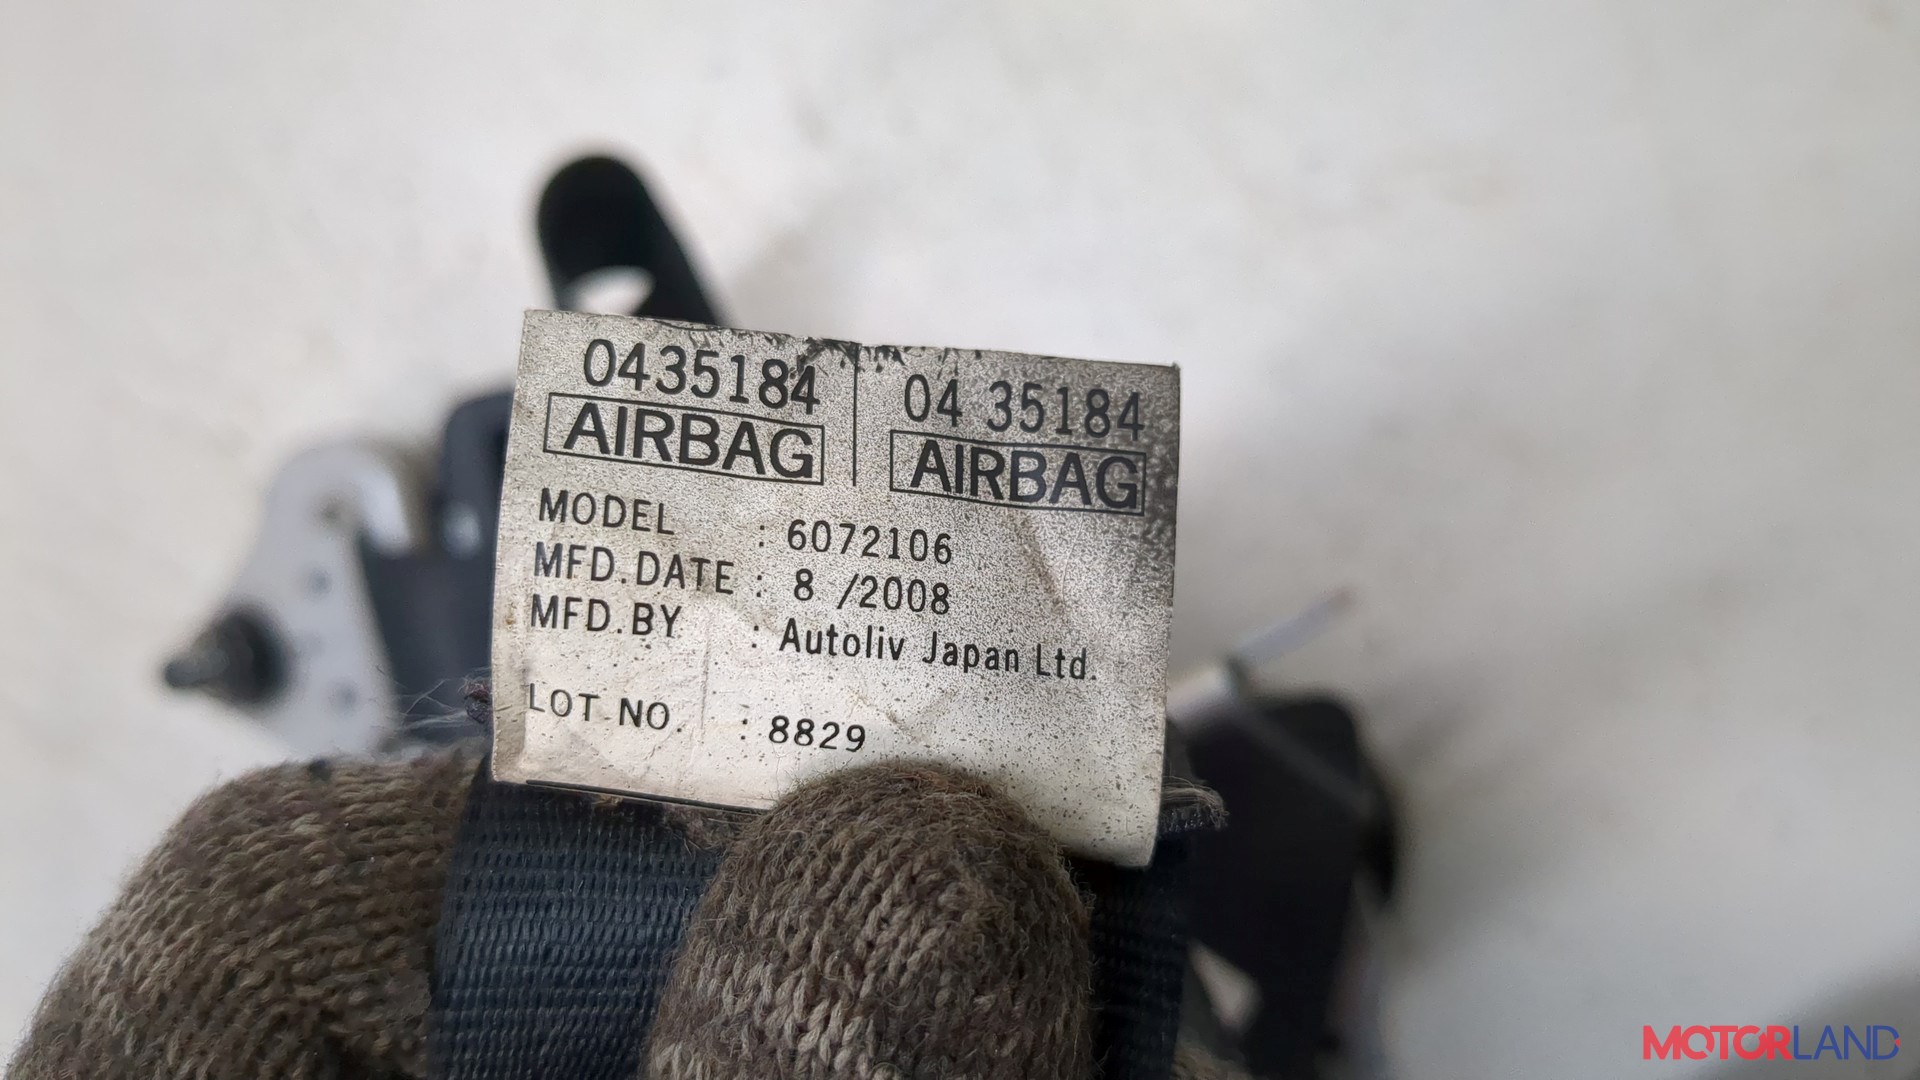 0435184 04 35184
AIRBAG AIRBAG
MODEL : 6072106
MFD.DATE : 8 /2008
MFD.BY : Autoliv Japan Ltd.
LOT NO. : 8829
MOTORLAND